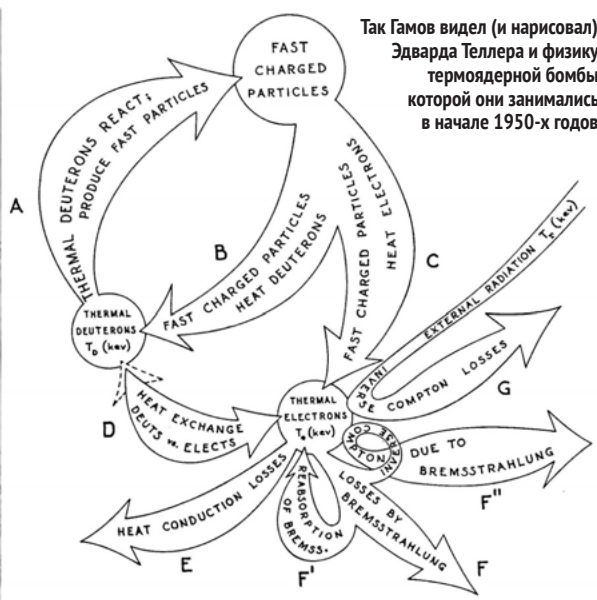 Так Гамов видел (и нарисовал)
Эдварда Теллера и физику
термоядерной бомбы
которой они занимались
в начале 1950-х годов
FAST
CHARGED
PARTICLES
A
THERMAL DEUTERONS REACT;
PRODUCE FAST PARTICLES
B
FAST CHARGED PARTICLES
HEAT DEUTERONS
C
FAST CHARGED PARTICLES
HEAT ELECTRONS
THERMAL
DEUTERONS
T_D (kev)
EXTERNAL RADIATION T_r (kev)
INVERSE COMPTON LOSSES
G
D
HEAT EXCHANGE
DEUTS vs. ELECTS
THERMAL
ELECTRONS
T_e (kev)
INVERSE COMPTON
DUE TO
BREMSSTRAHLUNG
F"
HEAT CONDUCTION LOSSES
E
REABSORPTION
OF BREMSS.
F'
LOSSES BY
BREMSSTRAHLUNG
F